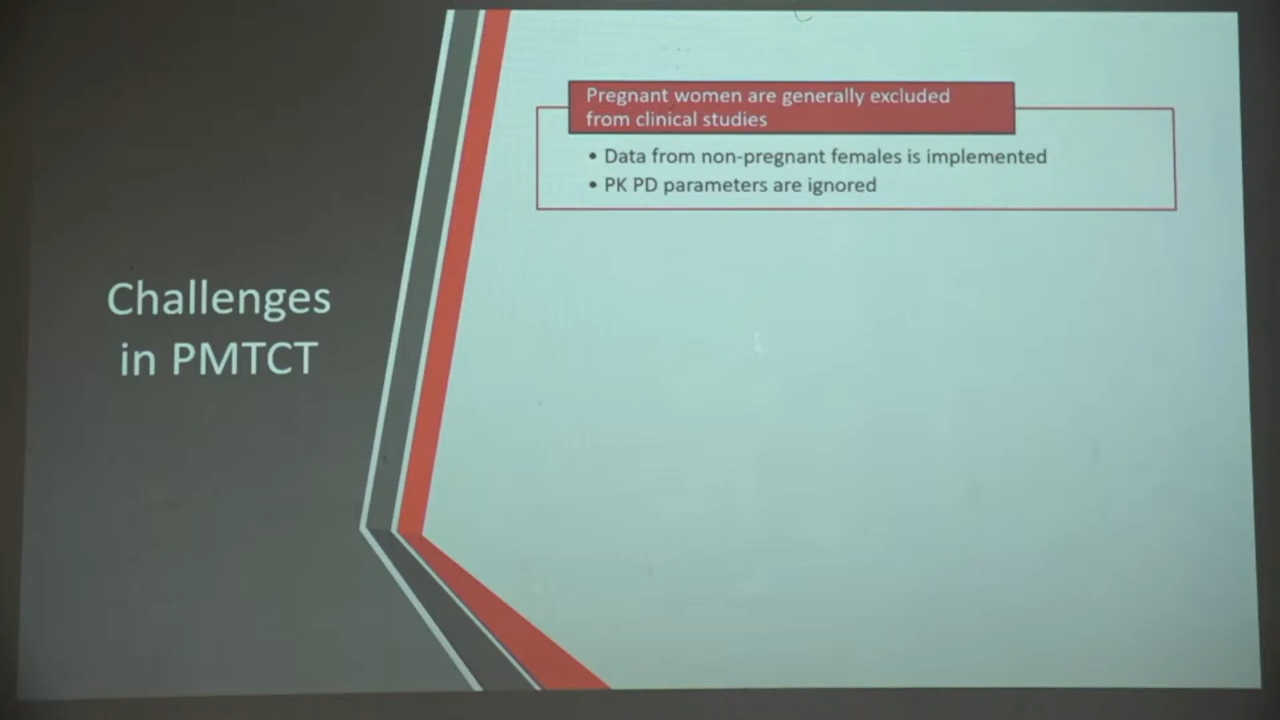 Challenges
in PMTCT
Pregnant women are generally excluded
from clinical studies
• Data from non-pregnant females is implemented
• PK PD parameters are ignored